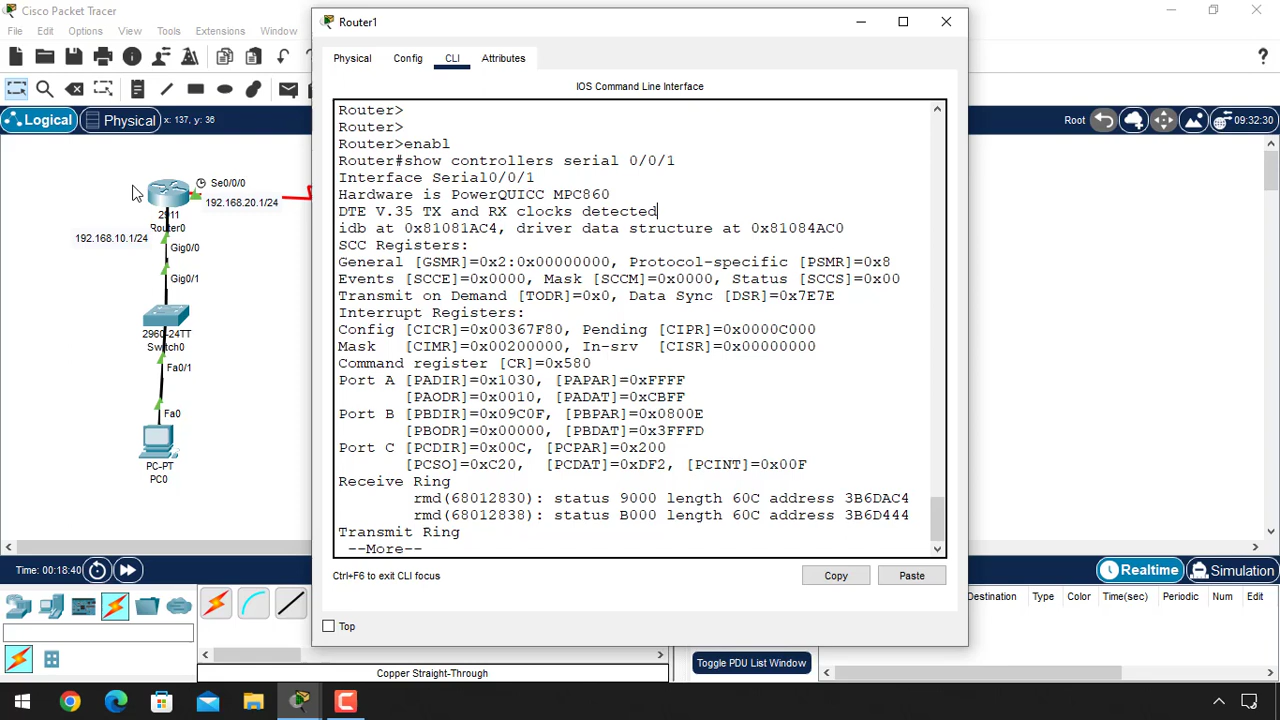 Cisco Packet Tracer
File Edit Options View Tools Extensions Window
Logical Physical x: 137, y: 36
Root 09:32:30
Se0/0/0
192.168.20.1/24
2911
Router0
192.168.10.1/24
Gig0/0
Gig0/1
2960-24TT
Switch0
Fa0/1
Fa0
PC-PT
PC0
Router1
Physical Config CLI Attributes
IOS Command Line Interface
Router>
Router>
Router>enabl
Router#show controllers serial 0/0/1
Interface Serial0/0/1
Hardware is PowerQUICC MPC860
DTE V.35 TX and RX clocks detected
idb at 0x81081AC4, driver data structure at 0x81084AC0
SCC Registers:
General [GSMR]=0x2:0x00000000, Protocol-specific [PSMR]=0x8
Events [SCCE]=0x0000, Mask [SCCM]=0x0000, Status [SCCS]=0x00
Transmit on Demand [TODR]=0x0, Data Sync [DSR]=0x7E7E
Interrupt Registers:
Config [CICR]=0x00367F80, Pending [CIPR]=0x0000C000
Mask [CIMR]=0x00200000, In-srv [CISR]=0x00000000
Command register [CR]=0x580
Port A [PADIR]=0x1030, [PAPAR]=0xFFFF
[PAODR]=0x0010, [PADAT]=0xCBFF
Port B [PBDIR]=0x09C0F, [PBPAR]=0x0800E
[PBODR]=0x00000, [PBDAT]=0x3FFFD
Port C [PCDIR]=0x00C, [PCPAR]=0x200
[PCSO]=0xC20, [PCDAT]=0xDF2, [PCINT]=0x00F
Receive Ring
rmd(68012830): status 9000 length 60C address 3B6DAC4
rmd(68012838): status B000 length 60C address 3B6D444
Transmit Ring
--More--
Ctrl+F6 to exit CLI focus
Copy Paste
Top
Time: 00:18:40
Realtime Simulation
Destination Type Color Time(sec) Periodic Num Edit
Copper Straight-Through
Toggle PDU List Window